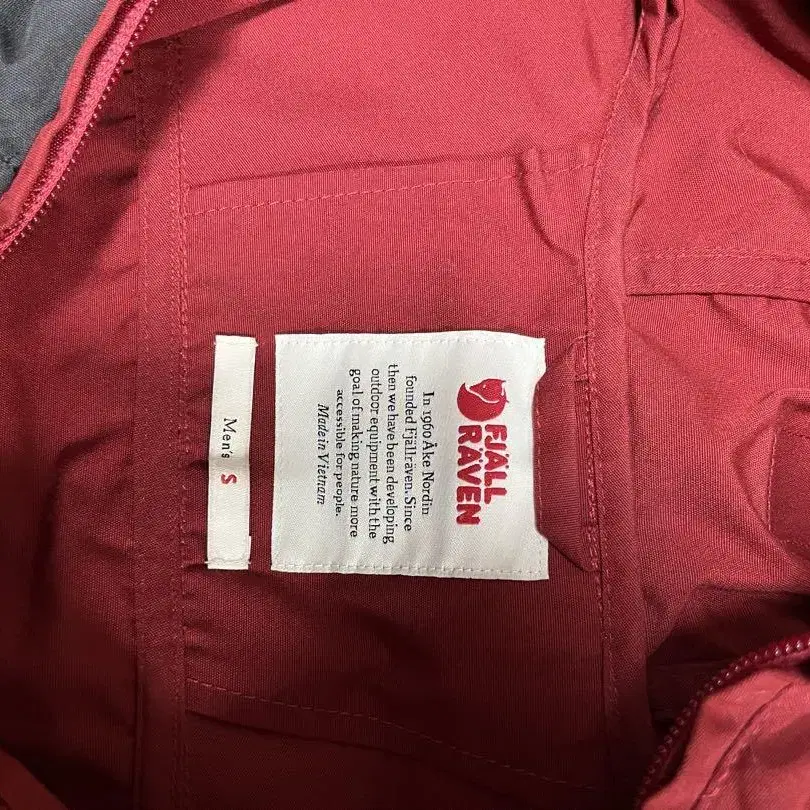 FJÄLL
RÄVEN
In 1960 Åke Nordin
founded Fjällräven. Since
then we have been developing
outdoor equipment with the
goal of making nature more
accessible for people.
Made in Vietnam
Men's S